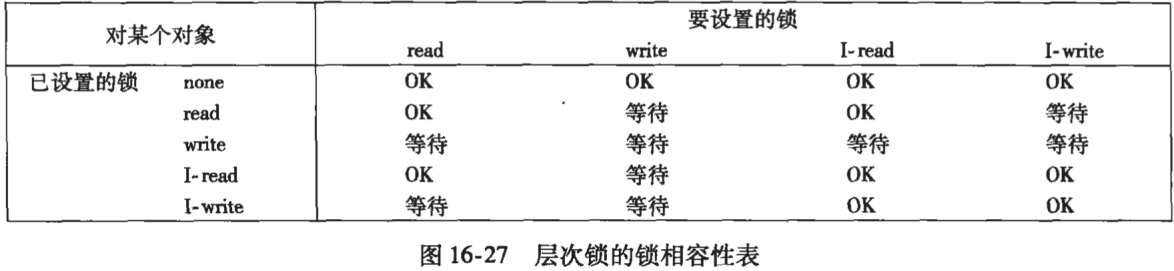 对某个对象 要设置的锁
read write I-read I-write
已设置的锁 none OK OK OK OK
read OK 等待 OK 等待
write 等待 等待 等待 等待
I-read OK 等待 OK OK
I-write 等待 等待 OK OK
图 16-27 层次锁的锁相容性表